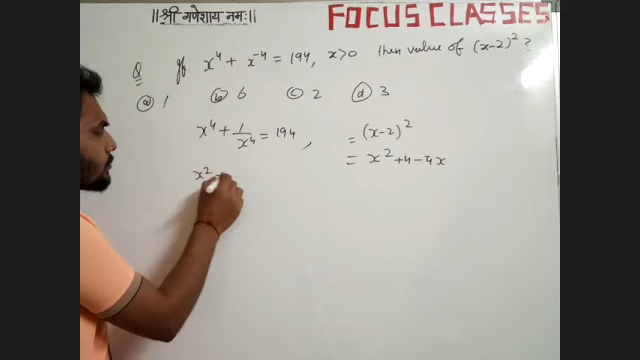 ||श्री गणेशाय नमः||
FOCUS CLASSES
Q If x⁴ + x⁻⁴ = 194, x>0 then value of (x-2)² ?
(a) 1 (b) 6 (c) 2 (d) 3
x⁴ + 1/x⁴ = 194, = (x-2)²
= x² + 4 - 4x
x² +